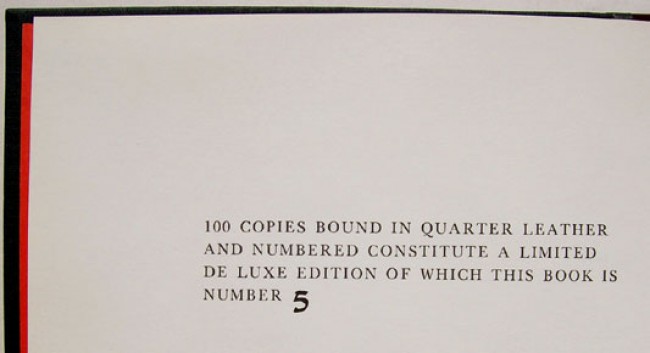 100 COPIES BOUND IN QUARTER LEATHER
AND NUMBERED CONSTITUTE A LIMITED
DE LUXE EDITION OF WHICH THIS BOOK IS
NUMBER 5